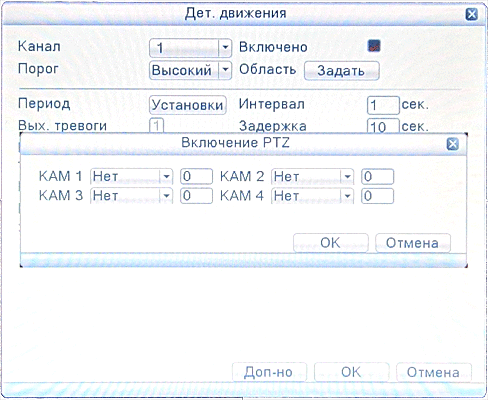 Дет. движения
Канал 1 Включено
Порог Высокий Область Задать
Период Установки Интервал 1 сек.
Вых. тревоги 1 Задержка 10 сек.
Включение PTZ
КАМ 1 Нет 0 КАМ 2 Нет 0
КАМ 3 Нет 0 КАМ 4 Нет 0
OK Отмена
Доп-но OK Отмена